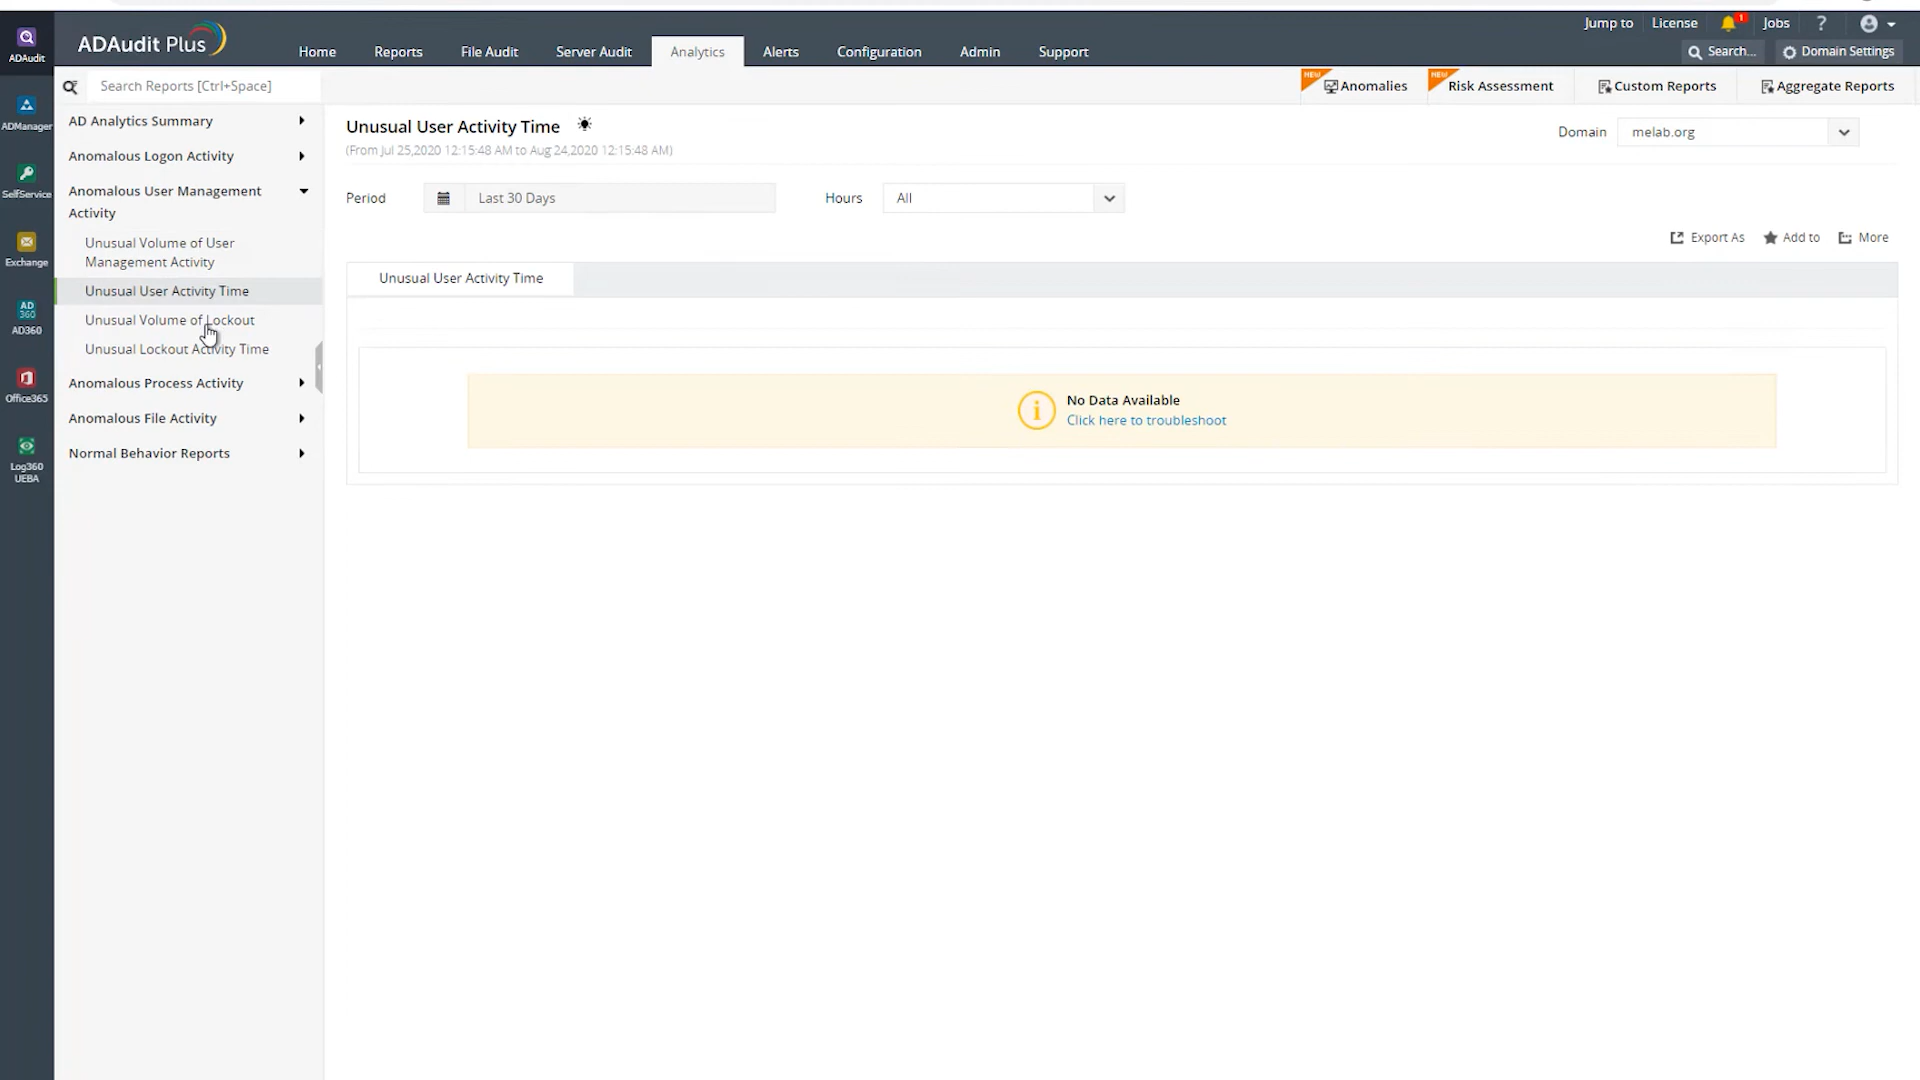 ADAudit
ADManager
SelfService
Exchange
AD
360
AD360
Office365
Log360
UEBA
ADAudit Plus
Home
Reports
File Audit
Server Audit
Analytics
Alerts
Configuration
Admin
Support
Jump to
License
1
Jobs
?
Search...
Domain Settings
Search Reports [Ctrl+Space]
NEW
Anomalies
NEW
Risk Assessment
Custom Reports
Aggregate Reports
AD Analytics Summary
Anomalous Logon Activity
Anomalous User Management
Activity
Unusual Volume of User
Management Activity
Unusual User Activity Time
Unusual Volume of Lockout
Unusual Lockout Activity Time
Anomalous Process Activity
Anomalous File Activity
Normal Behavior Reports
Unusual User Activity Time
(From Jul 25,2020 12:15:48 AM to Aug 24,2020 12:15:48 AM)
Domain
melab.org
Period
Last 30 Days
Hours
All
Export As
Add to
More
Unusual User Activity Time
No Data Available
Click here to troubleshoot